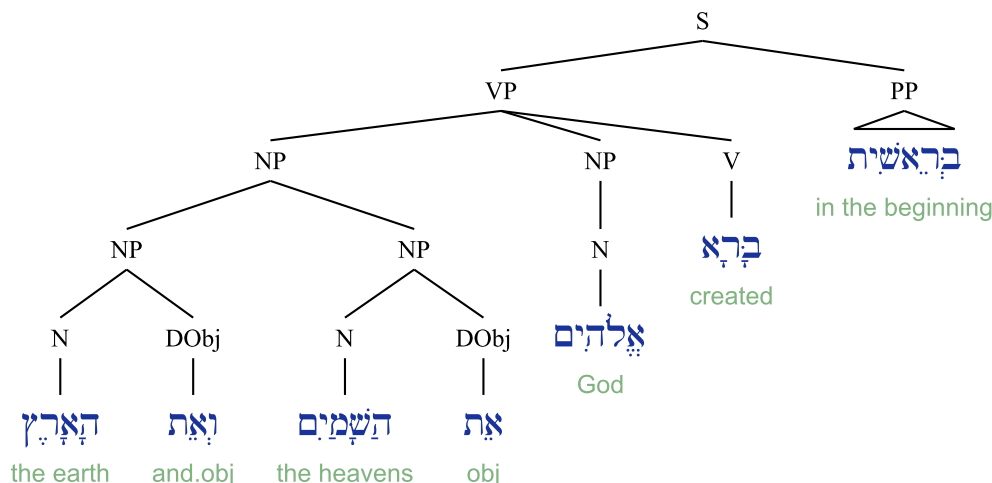 S
VP PP
NP NP V בְּרֵאשִׁית
in the beginning
NP NP N בָּרָא
created
N DObj N DObj אֱלֹהִים
God
אֵת הַשָּׁמַיִם וְאֵת הָאָרֶץ
the earth and.obj the heavens obj